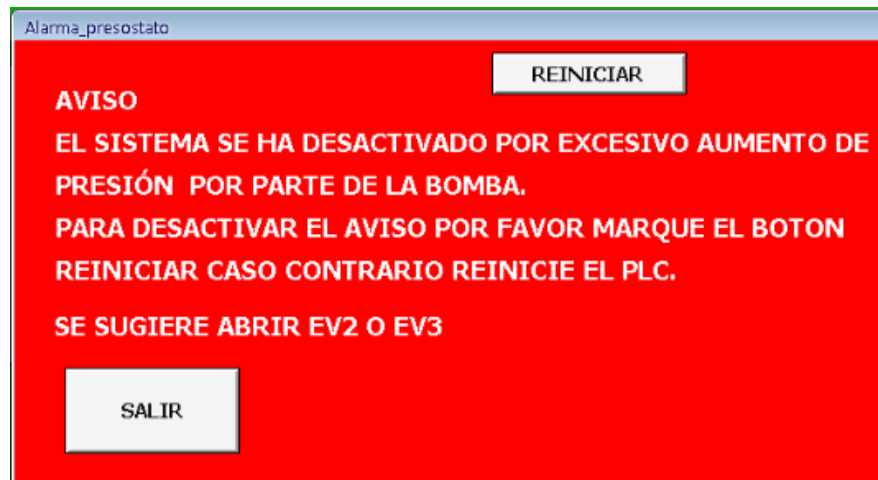 Alarma_presostato
REINICIAR
AVISO
EL SISTEMA SE HA DESACTIVADO POR EXCESIVO AUMENTO DE
PRESIÓN POR PARTE DE LA BOMBA.
PARA DESACTIVAR EL AVISO POR FAVOR MARQUE EL BOTON
REINICIAR CASO CONTRARIO REINICIE EL PLC.
SE SUGIERE ABRIR EV2 O EV3
SALIR